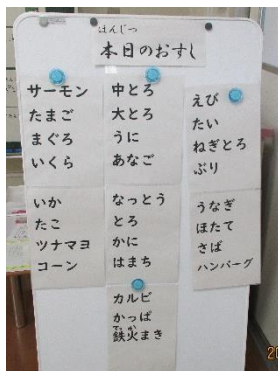 ほんじつ
本日のおすし
サーモン
たまご
まぐろ
いくら
いか
たこ
ツナマヨ
コーン
中とろ
大とろ
うに
あなご
なっとう
とろ
かに
はまち
カルビ
かっぱ
てっか
鉄火まき
えび
たい
ねぎとろ
ぶり
うなぎ
ほたて
さば
ハンバーグ